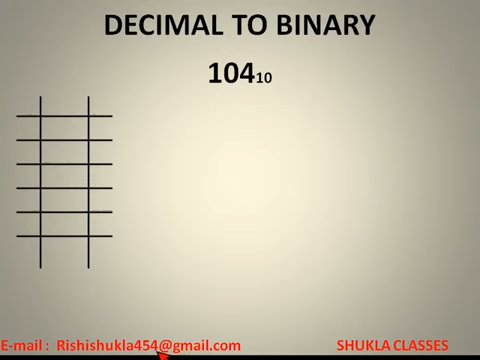 DECIMAL TO BINARY
104₁₀
E-mail : Rishishukla454@gmail.com
SHUKLA CLASSES